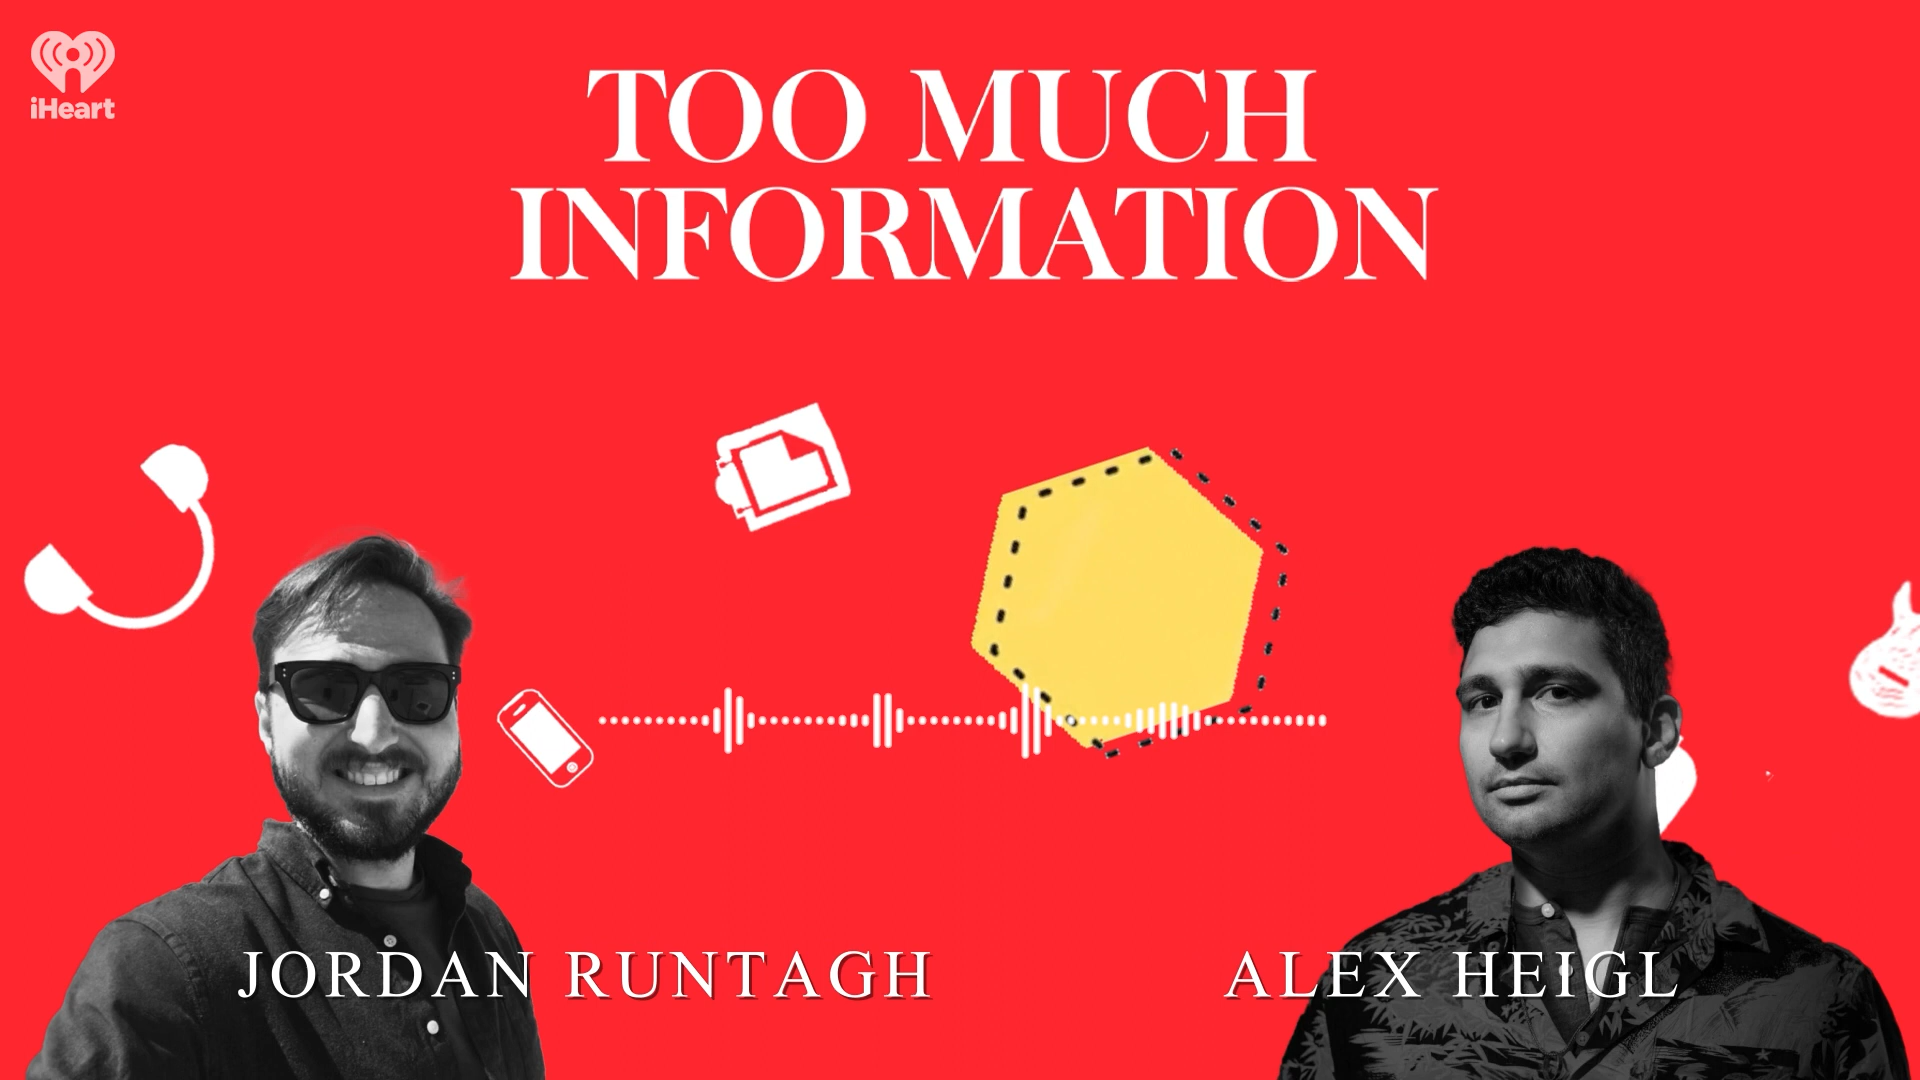 iHeart
TOO MUCH
INFORMATION
JORDAN RUNTAGH
ALEX HEIGL